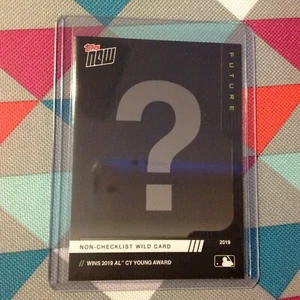 Topps
NOW
FUTURE
?
NON-CHECKLIST WILD CARD
2019
// WINS 2019 AL™ CY YOUNG AWARD